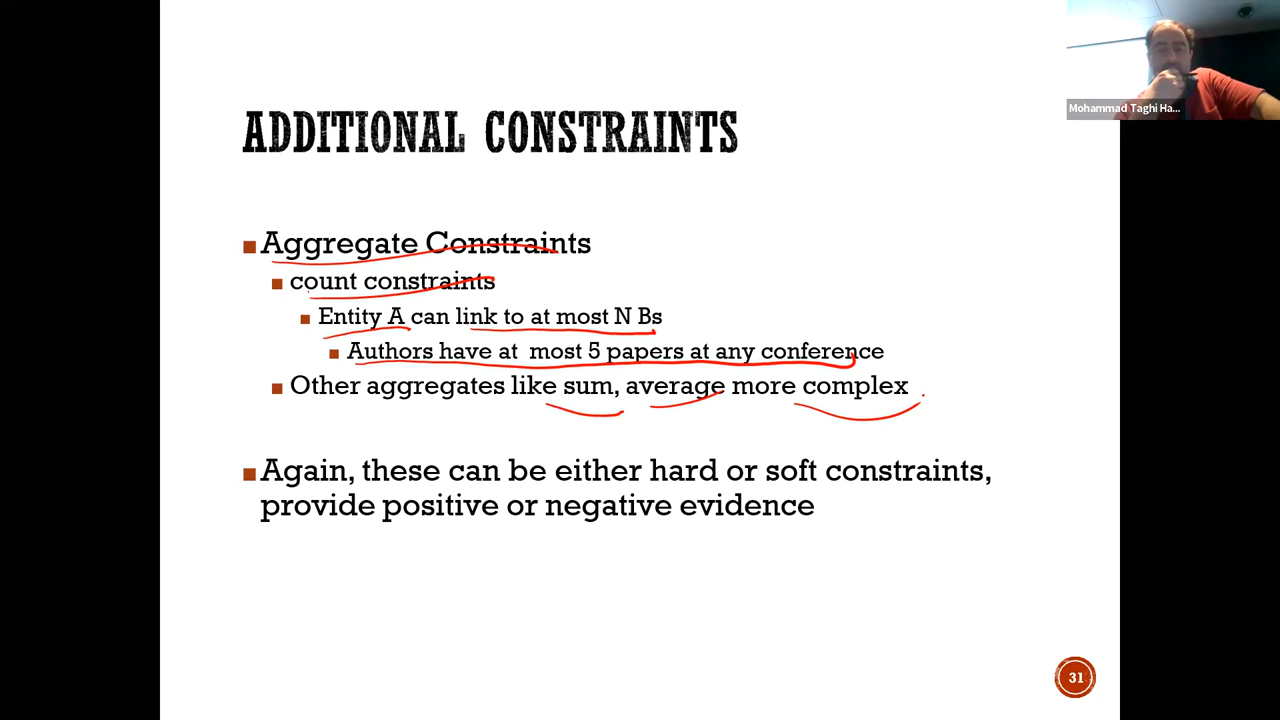 Mohammad Taghi Ha...
ADDITIONAL CONSTRAINTS
Aggregate Constraints
count constraints
Entity A can link to at most N Bs
Authors have at most 5 papers at any conference
Other aggregates like sum, average more complex
Again, these can be either hard or soft constraints,
provide positive or negative evidence
31